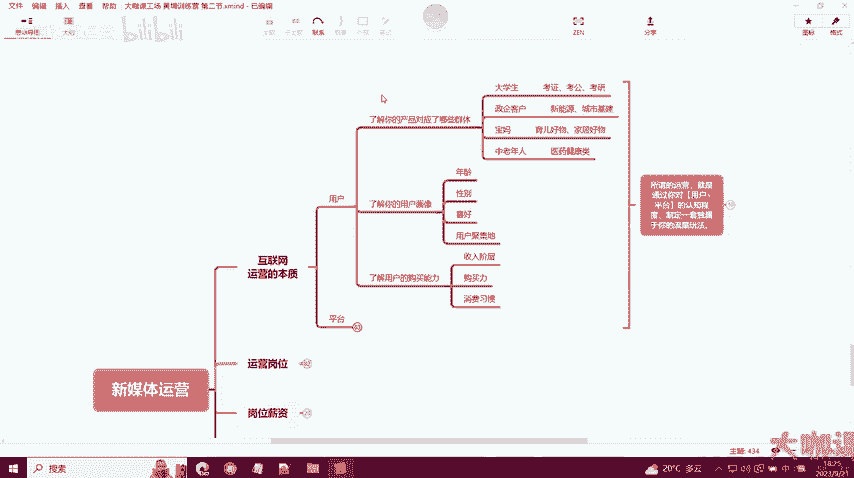 文件 编辑 插入 查看 帮助 大咖课工场 黄埔训练营 第二节.xmind - 已编辑
思维导图
大纲
bilibili
联系
ZEN
分享
图标
格式
大学生 考证、考公、考研
了解你的产品对应了哪些群体
政企客户 新能源、城市基建
宝妈 育儿好物、家居好物
中老年人 医药健康类
年龄
用户
了解你的用户画像
性别
喜好
用户聚集地
所谓的运营、就是
通过你对【用户、
平台】的认知程
度、制定一套独属
于你的流量玩法。
互联网
运营的本质
收入阶层
了解用户的购买能力
购买力
消费习惯
平台
新媒体运营
运营岗位
岗位薪资
主题: 434
大咖课
搜索
20°C 多云
中
18:25
2023/9/21